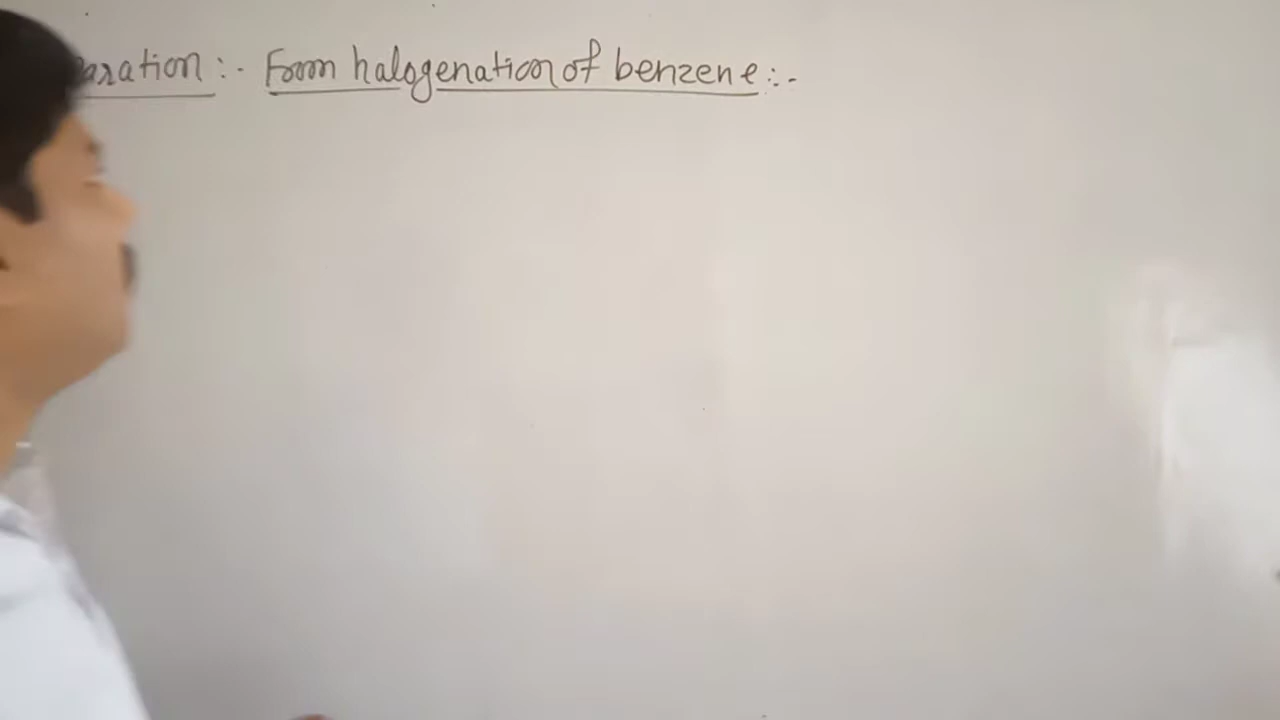 aration :- From halogenation of benzene :-